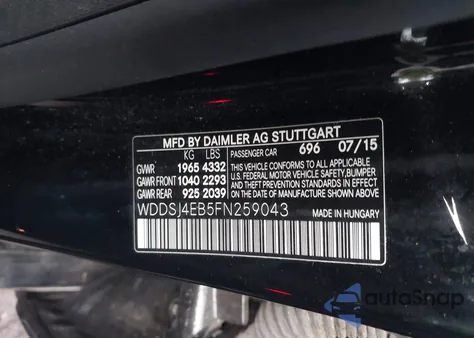 MFD BY DAIMLER AG STUTTGART
KG LBS PASSENGER CAR 696 07/15
GVWR 1965 4332 THIS VEHICLE CONFORMS TO ALL APPLICABLE
GAWR FRONT 1040 2293 U.S. FEDERAL MOTOR VEHICLE SAFETY,BUMPER
GAWR REAR 925 2039 AND THEFT PREVENTION STANDARDS IN EFFECT
ON THE DATE OF MANUFACTURE SHOWN ABOVE
WDDSJ4EB5FN259043 MADE IN HUNGARY
autoSnap